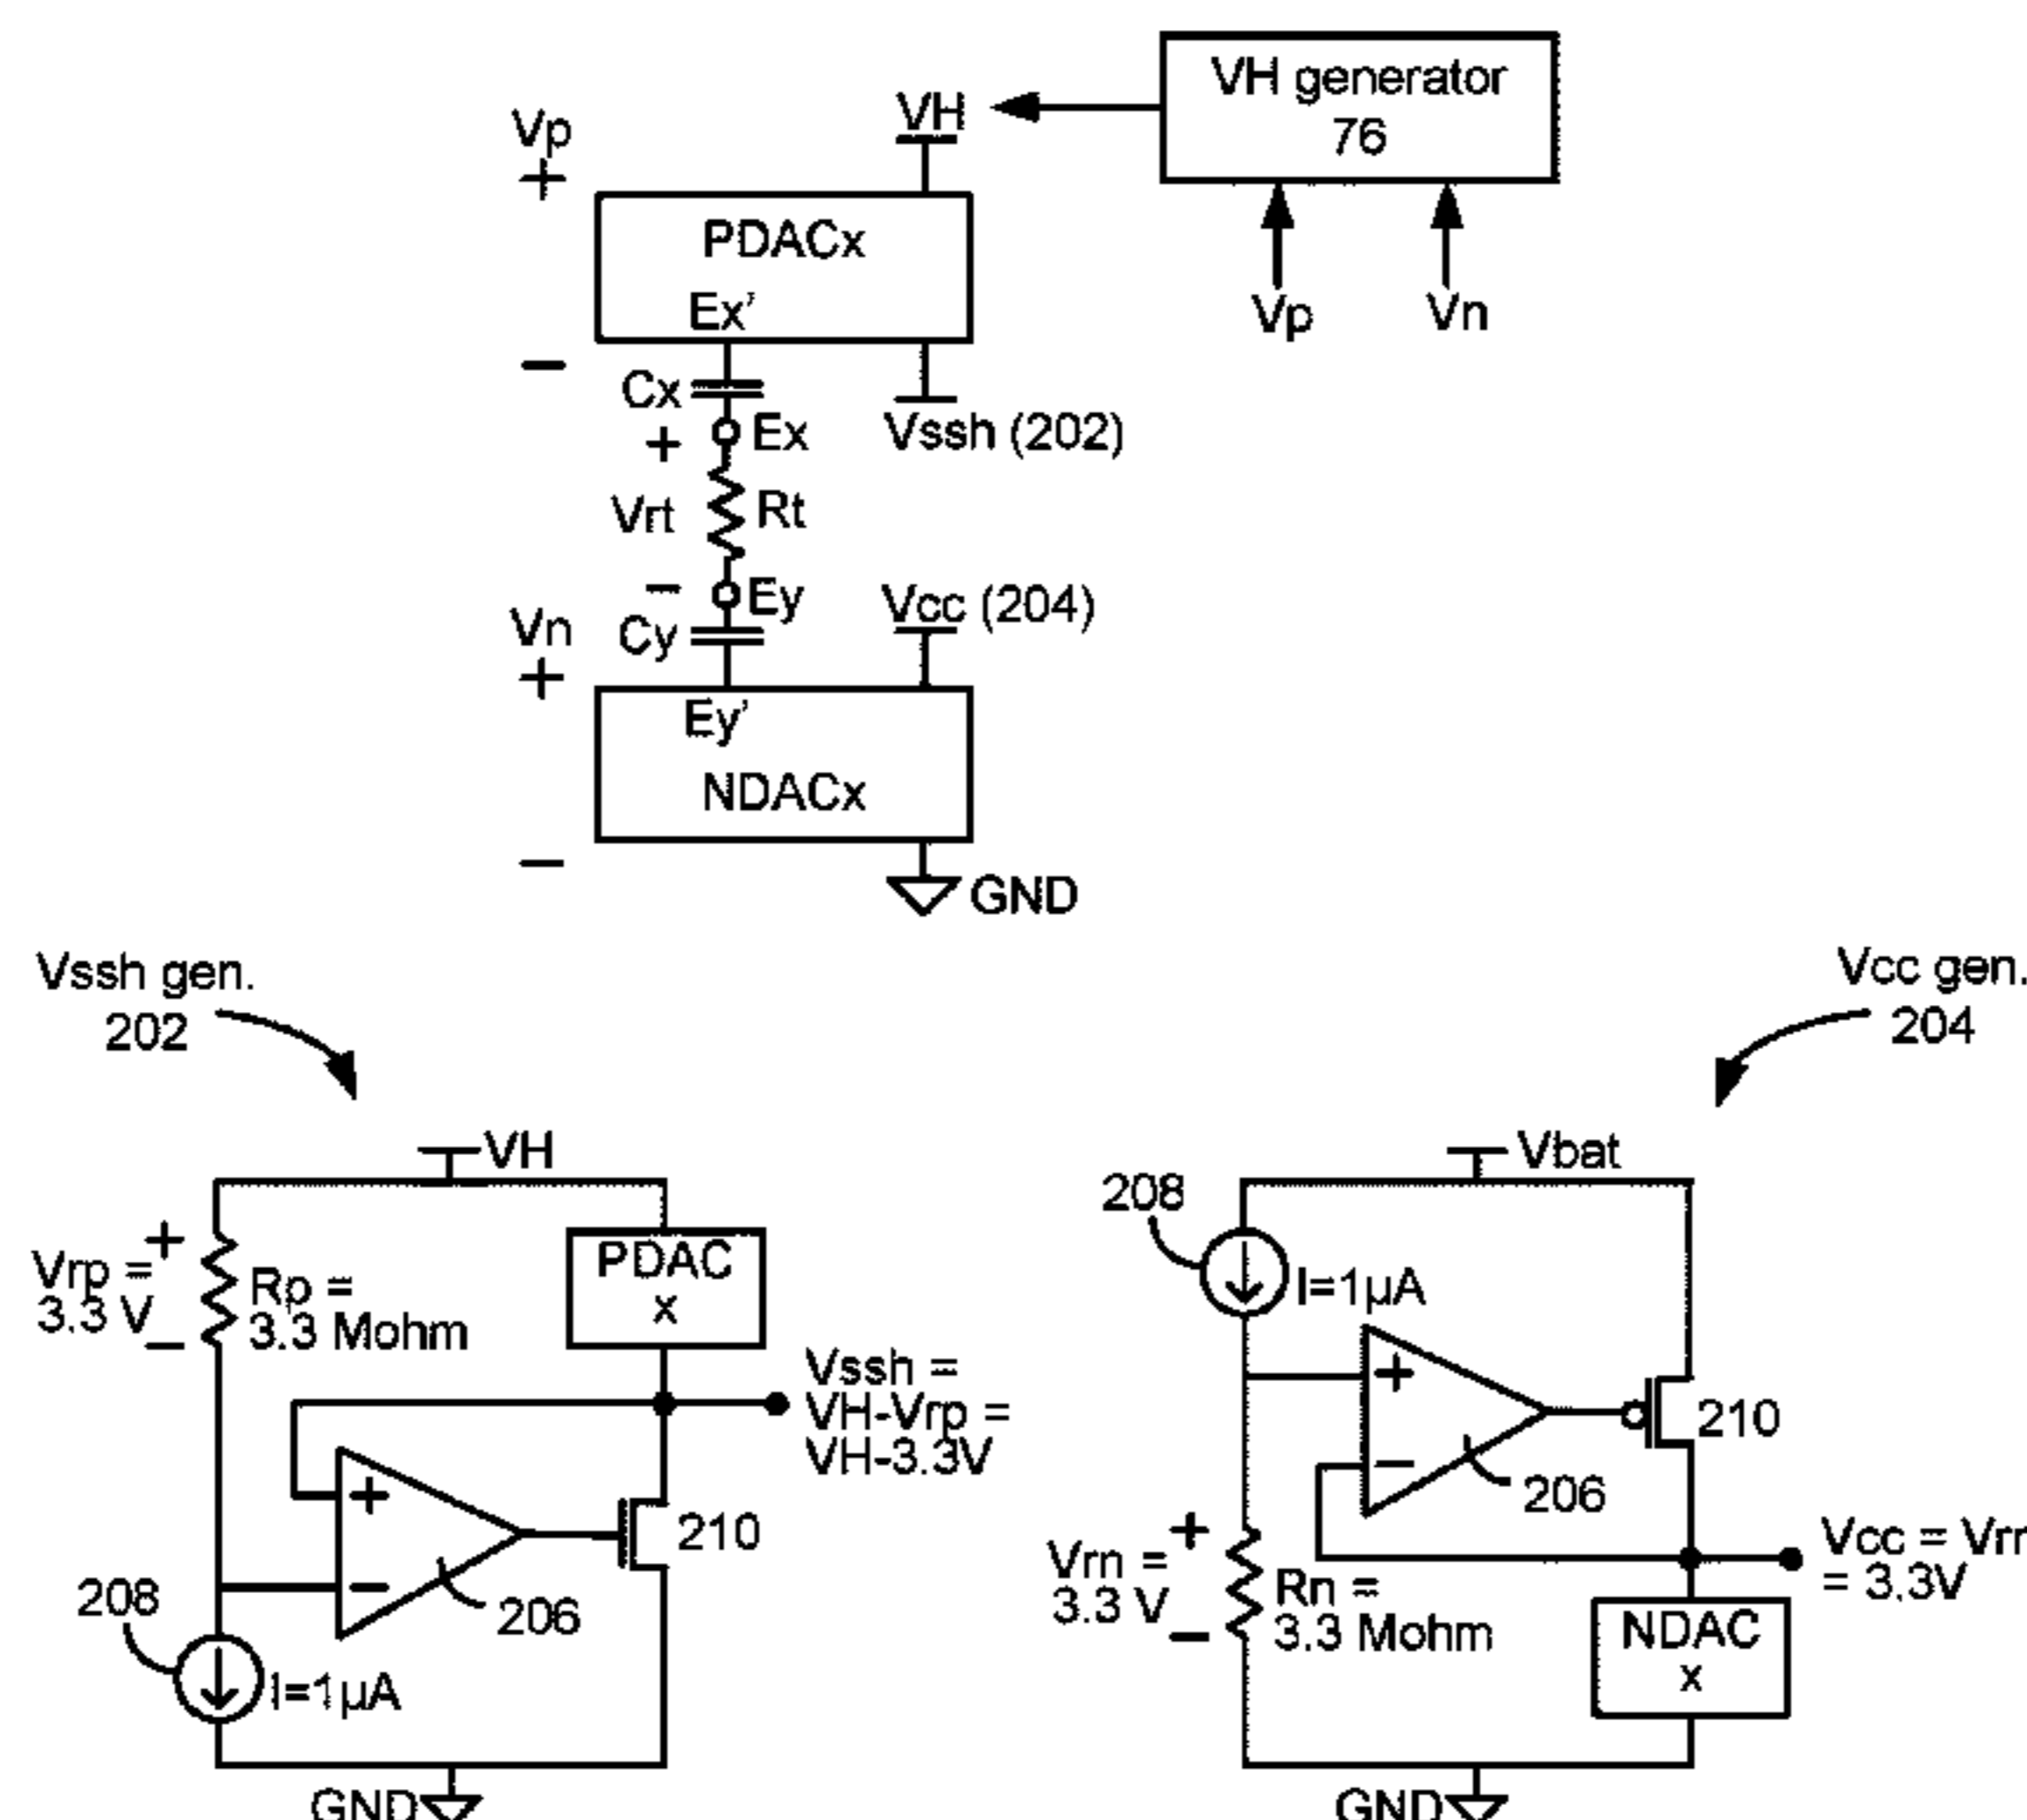 VH generator
76
VH
Vp
+
PDACx
Ex’
Vp
Vn
−
Cx
Ex
Vssh (202)
+
Vrt
Rt
−
Ey
Vcc (204)
Vn
Cy
+
Ey’
NDACx
−
GND
Vssh gen.
202
Vcc gen.
204
VH
Vrp =
3.3 V
+
−
Rp =
3.3 Mohm
PDAC
x
Vssh =
VH-Vrp =
VH-3.3V
+
−
206
210
208
I=1µA
GND
Vbat
208
I=1µA
+
−
206
210
Vrn =
3.3 V
+
−
Rn =
3.3 Mohm
= 3.3V
Vcc =
NDAC
x
GND